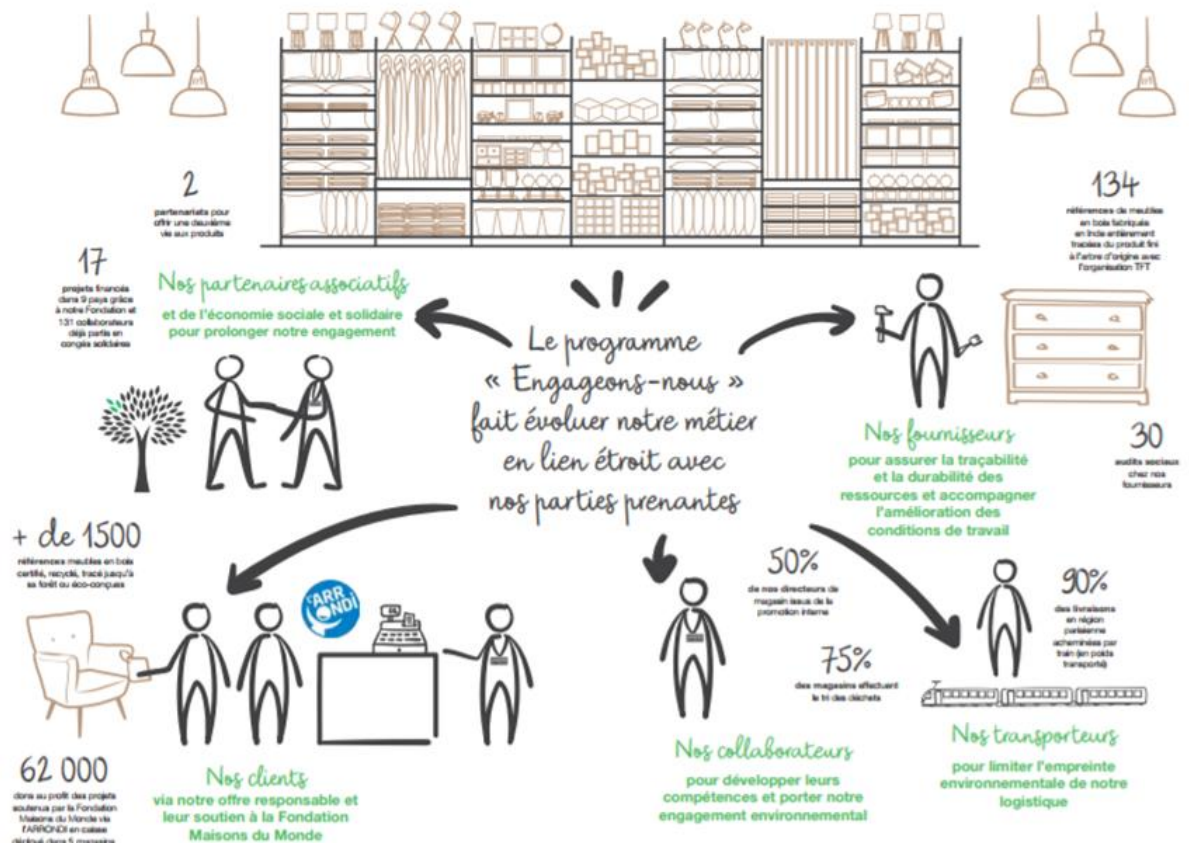 2
partenariats pour
offrir une deuxième
vie aux produits
17
projets financés
dans 9 pays grâce
à notre Fondation et
131 collaborateurs
déjà partis en
congés solidaires
Nos partenaires associatifs
et de l'économie sociale et solidaire
pour prolonger notre engagement
134
références de meubles
en bois fabriqués
en Inde entièrement
tracées du produit fini
à l'arbre d'origine avec
l'organisation TFT
Le programme
« Engageons-nous »
fait évoluer notre métier
en lien étroit avec
nos parties prenantes
Nos fournisseurs
pour assurer la traçabilité
et la durabilité des
ressources et accompagner
l'amélioration des
conditions de travail
30
audits sociaux
chez nos
fournisseurs
+ de 1500
références meubles en bois
certifié, recyclé, tracé jusqu'à
sa forêt ou éco-conçues
L'ARR
ONDI
50%
de nos directeurs de
magasin issus de la
promotion interne
75%
des magasins effectuent
le tri des déchets
90%
des livraisons
en région
parisienne
acheminées par
train (en poids
transporté)
62 000
dons au profit des projets
soutenus par la Fondation
Maisons du Monde via
l'ARRONDI en caisse
déployé dans 5 magasins
Nos clients
via notre offre responsable et
leur soutien à la Fondation
Maisons du Monde
Nos collaborateurs
pour développer leurs
compétences et porter notre
engagement environnemental
Nos transporteurs
pour limiter l'empreinte
environnementale de notre
logistique